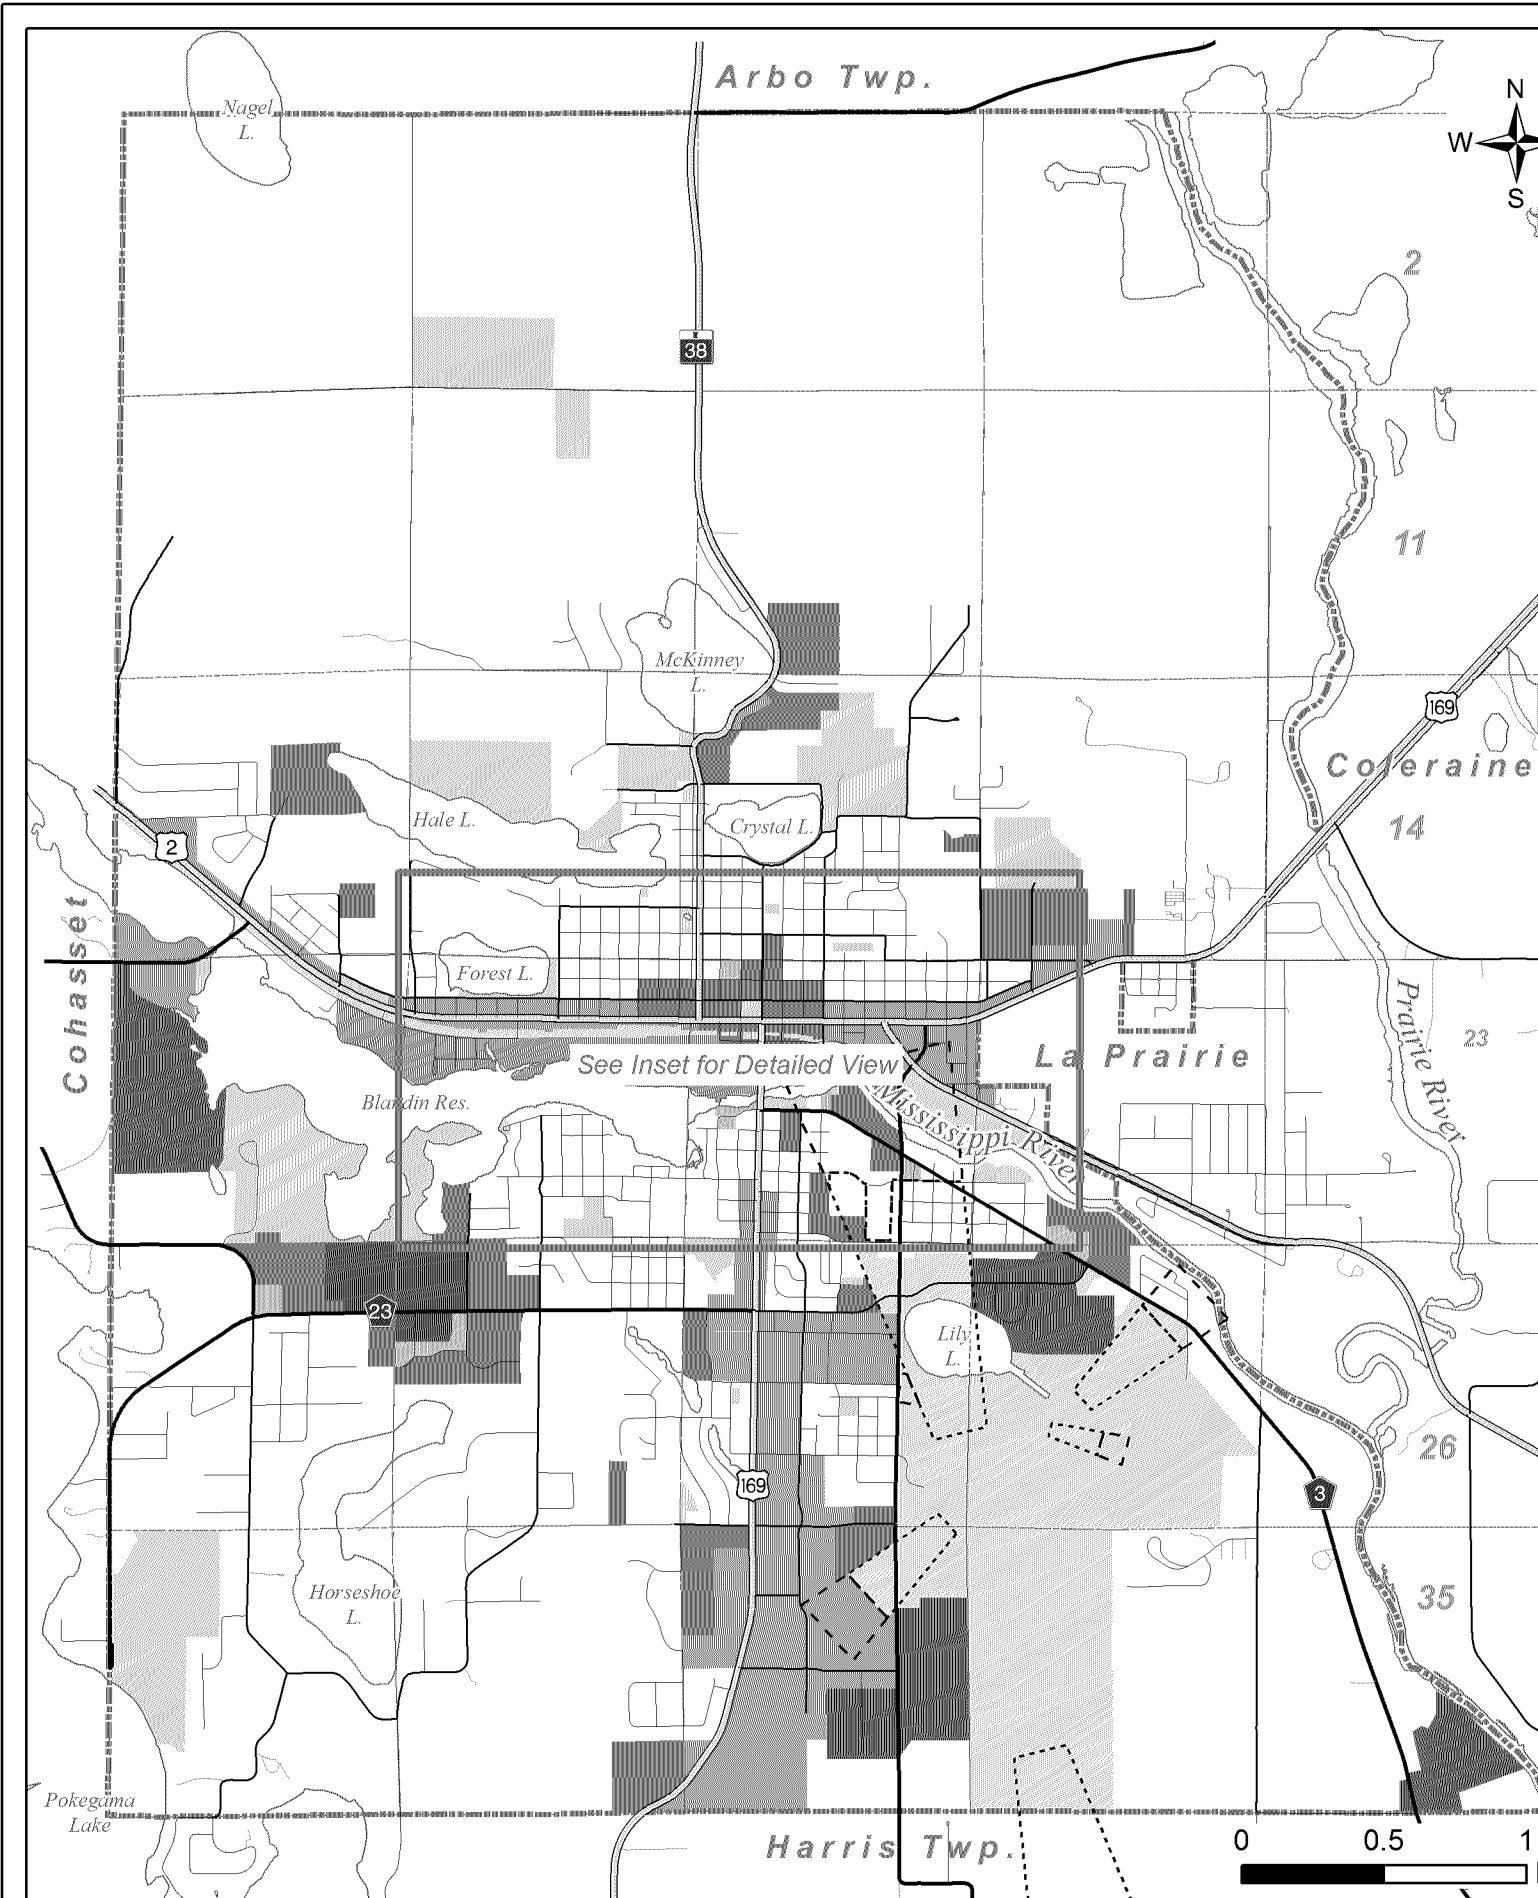 Arbo Twp.
N
W
S
Nagel
L.
2
38
11
McKinney
L.
169
Coleraine
Hale L.
Crystal L.
14
2
Cohasset
Forest L.
Prairie River
23
See Inset for Detailed View
La Prairie
Blandin Res.
Mississippi River
23
Lily
L.
26
169
3
Horseshoe
L.
35
Pokegama
Lake
Harris Twp.
0 0.5 1